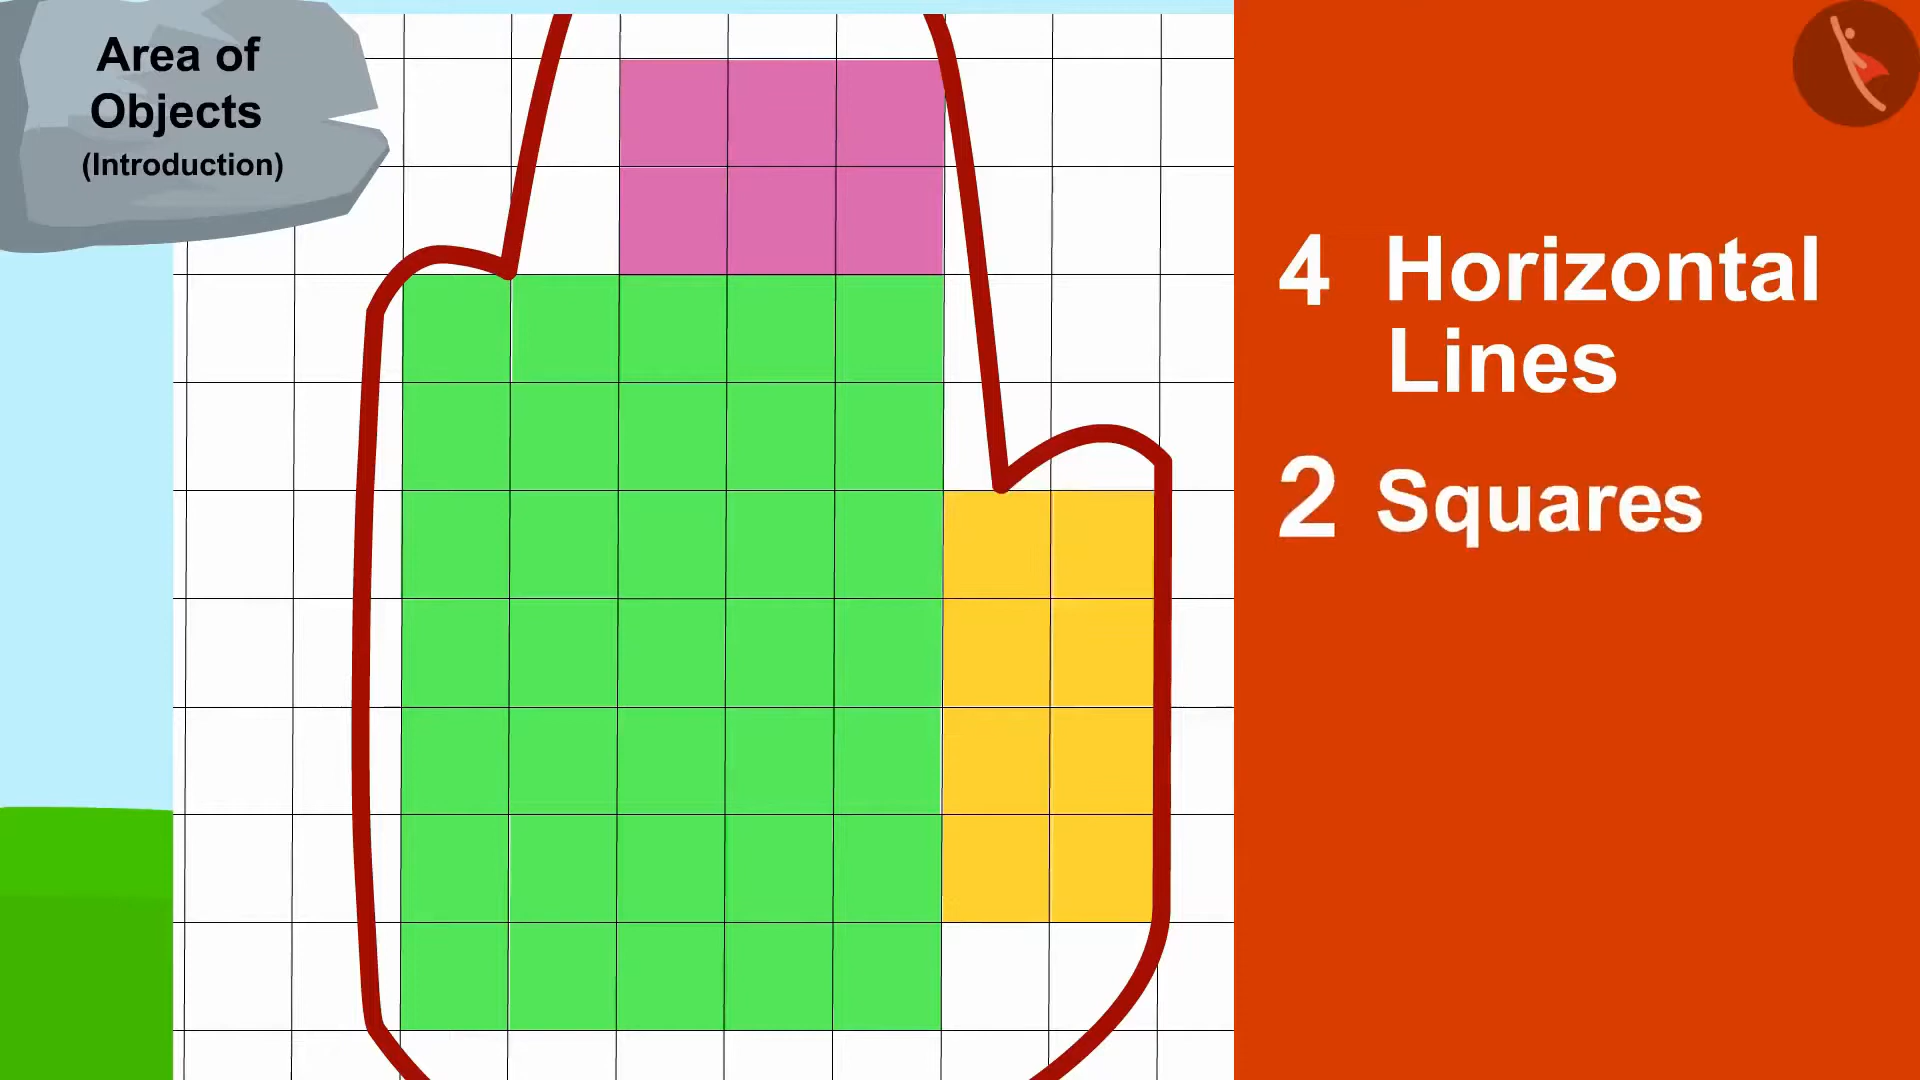 Area of
Objects
(Introduction)
4 Horizontal
Lines
2 Squares